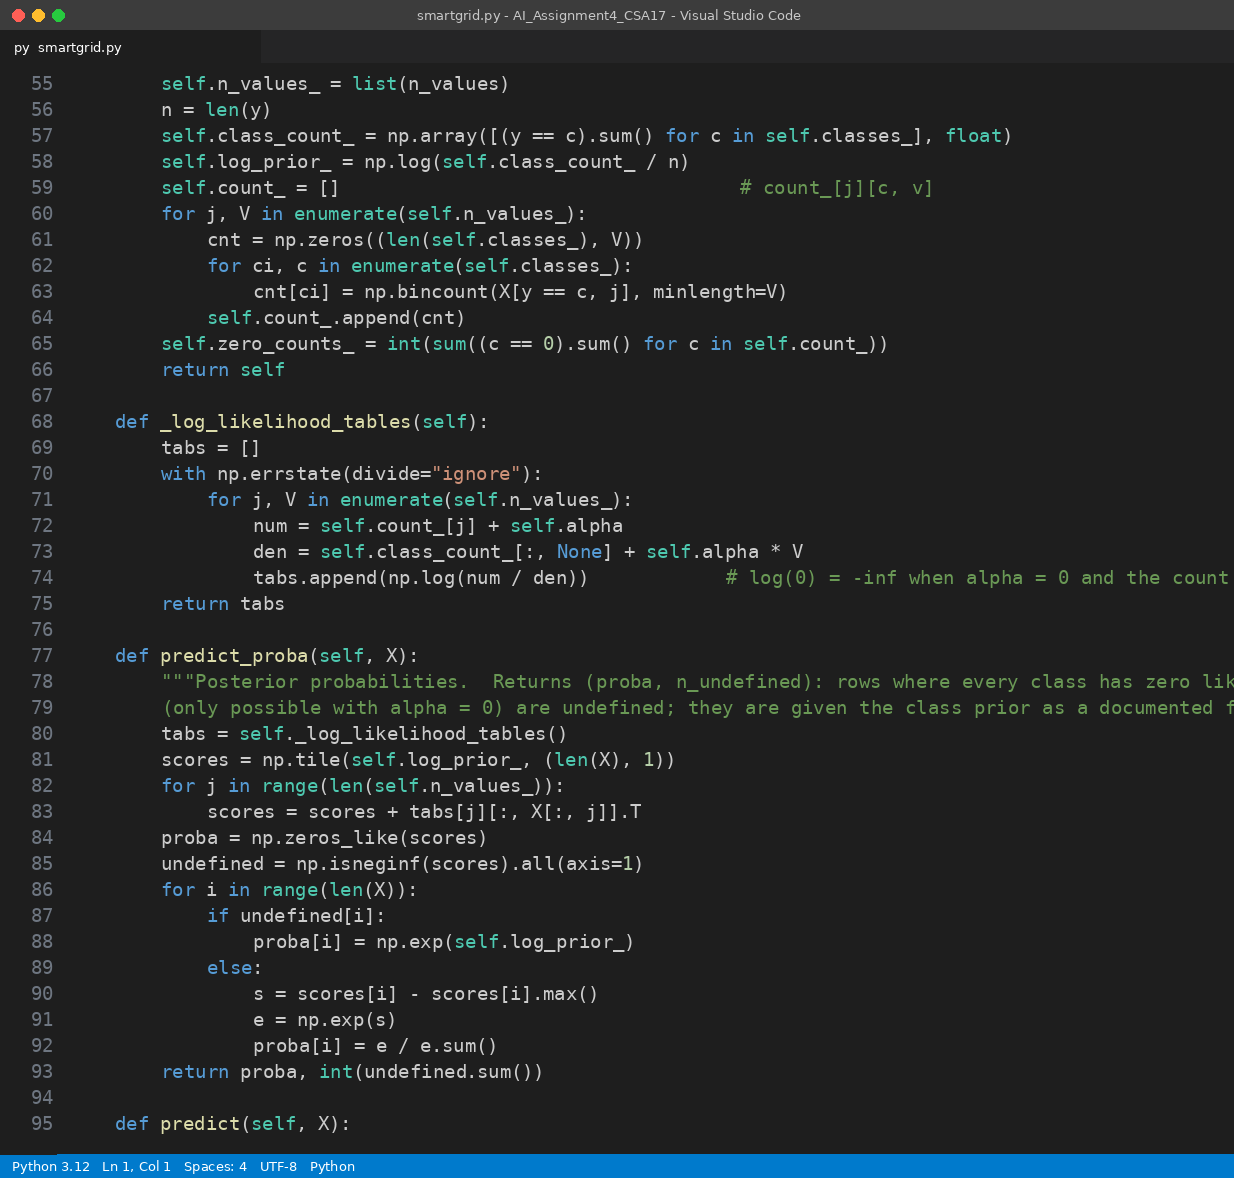 smartgrid.py - AI_Assignment4_CSA17 - Visual Studio Code
py smartgrid.py
55         self.n_values_ = list(n_values)
56         n = len(y)
57         self.class_count_ = np.array([(y == c).sum() for c in self.classes_], float)
58         self.log_prior_ = np.log(self.class_count_ / n)
59         self.count_ = []                                   # count_[j][c, v]
60         for j, V in enumerate(self.n_values_):
61             cnt = np.zeros((len(self.classes_), V))
62             for ci, c in enumerate(self.classes_):
63                 cnt[ci] = np.bincount(X[y == c, j], minlength=V)
64             self.count_.append(cnt)
65         self.zero_counts_ = int(sum((c == 0).sum() for c in self.count_))
66         return self
67
68     def _log_likelihood_tables(self):
69         tabs = []
70         with np.errstate(divide="ignore"):
71             for j, V in enumerate(self.n_values_):
72                 num = self.count_[j] + self.alpha
73                 den = self.class_count_[:, None] + self.alpha * V
74                 tabs.append(np.log(num / den))            # log(0) = -inf when alpha = 0 and the count
75         return tabs
76
77     def predict_proba(self, X):
78         """Posterior probabilities.  Returns (proba, n_undefined): rows where every class has zero lik
79         (only possible with alpha = 0) are undefined; they are given the class prior as a documented f
80         tabs = self._log_likelihood_tables()
81         scores = np.tile(self.log_prior_, (len(X), 1))
82         for j in range(len(self.n_values_)):
83             scores = scores + tabs[j][:, X[:, j]].T
84         proba = np.zeros_like(scores)
85         undefined = np.isneginf(scores).all(axis=1)
86         for i in range(len(X)):
87             if undefined[i]:
88                 proba[i] = np.exp(self.log_prior_)
89             else:
90                 s = scores[i] - scores[i].max()
91                 e = np.exp(s)
92                 proba[i] = e / e.sum()
93         return proba, int(undefined.sum())
94
95     def predict(self, X):
Python 3.12   Ln 1, Col 1   Spaces: 4   UTF-8   Python